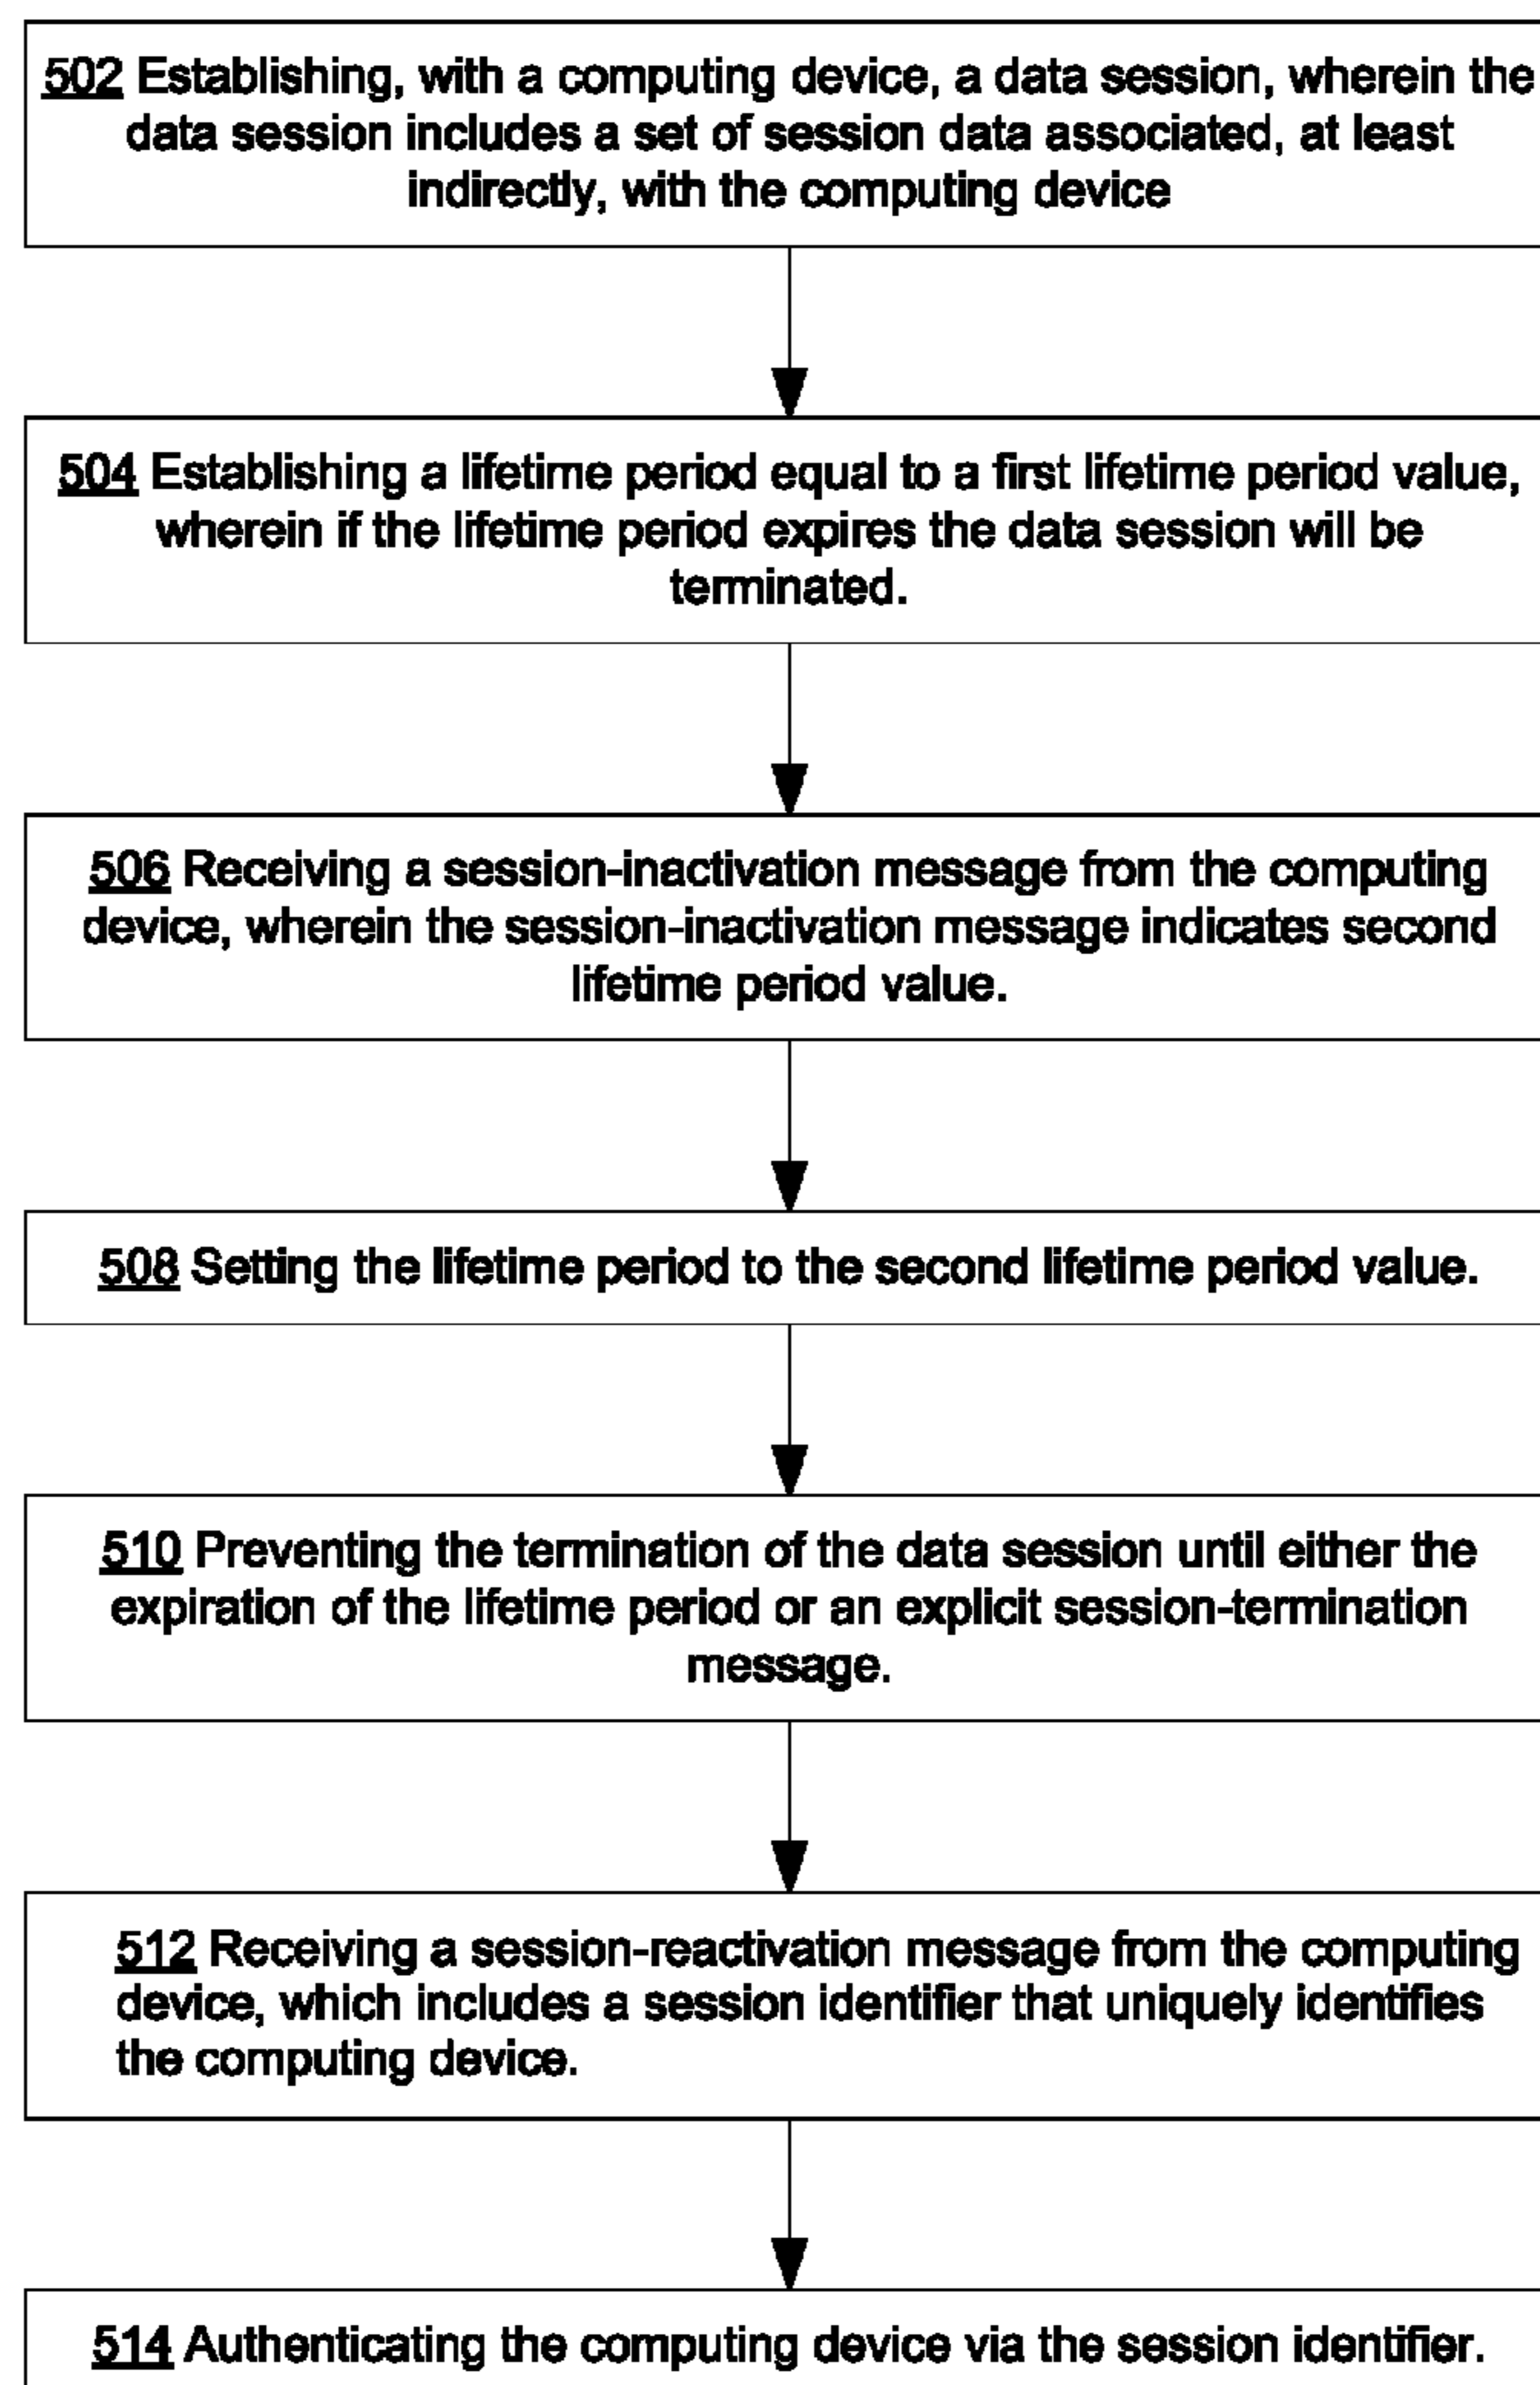 502 Establishing, with a computing device, a data session, wherein the
data session includes a set of session data associated, at least
indirectly, with the computing device
504 Establishing a lifetime period equal to a first lifetime period value,
wherein if the lifetime period expires the data session will be
terminated.
506 Receiving a session-inactivation message from the computing
device, wherein the session-inactivation message indicates second
lifetime period value.
508 Setting the lifetime period to the second lifetime period value.
510 Preventing the termination of the data session until either the
expiration of the lifetime period or an explicit session-termination
message.
512 Receiving a session-reactivation message from the computing
device, which includes a session identifier that uniquely identifies
the computing device.
514 Authenticating the computing device via the session identifier.